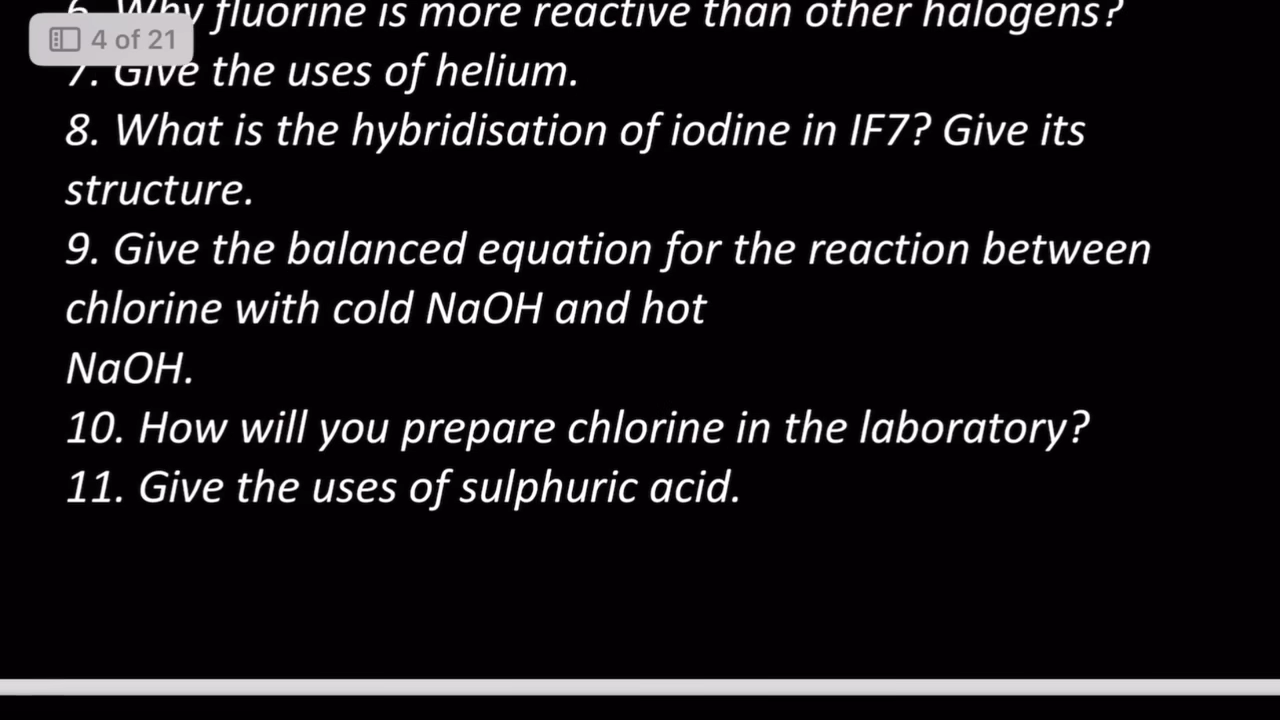 6. Why fluorine is more reactive than other halogens?
4 of 21
7. Give the uses of helium.
8. What is the hybridisation of iodine in IF7? Give its
structure.
9. Give the balanced equation for the reaction between
chlorine with cold NaOH and hot
NaOH.
10. How will you prepare chlorine in the laboratory?
11. Give the uses of sulphuric acid.